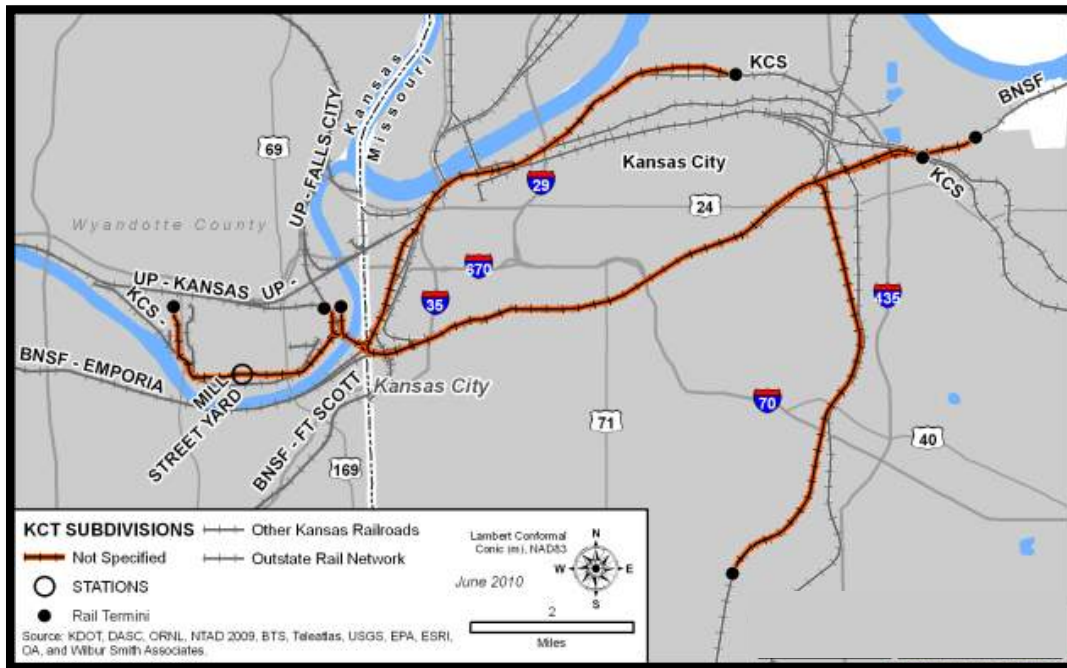 KCS
BNSF
Kansas
Missouri
69
UP - FALLS CITY
29
Kansas City
KCS
24
Wyandotte County
670
UP - KANSAS
UP -
35
435
KCS -
BNSF - EMPORIA
MILL
STREET YARD
Kansas City
BNSF - FT SCOTT
70
71
40
169
KCT SUBDIVISIONS
Not Specified
STATIONS
Rail Termini
Other Kansas Railroads
Outstate Rail Network
Lambert Conformal
Conic (m), NAD83
June 2010
N
W
E
S
2
Miles
Source: KDOT, DASC, ORNL, NTAD 2009, BTS, Teleatlas, USGS, EPA, ESRI,
OA, and Wilbur Smith Associates.